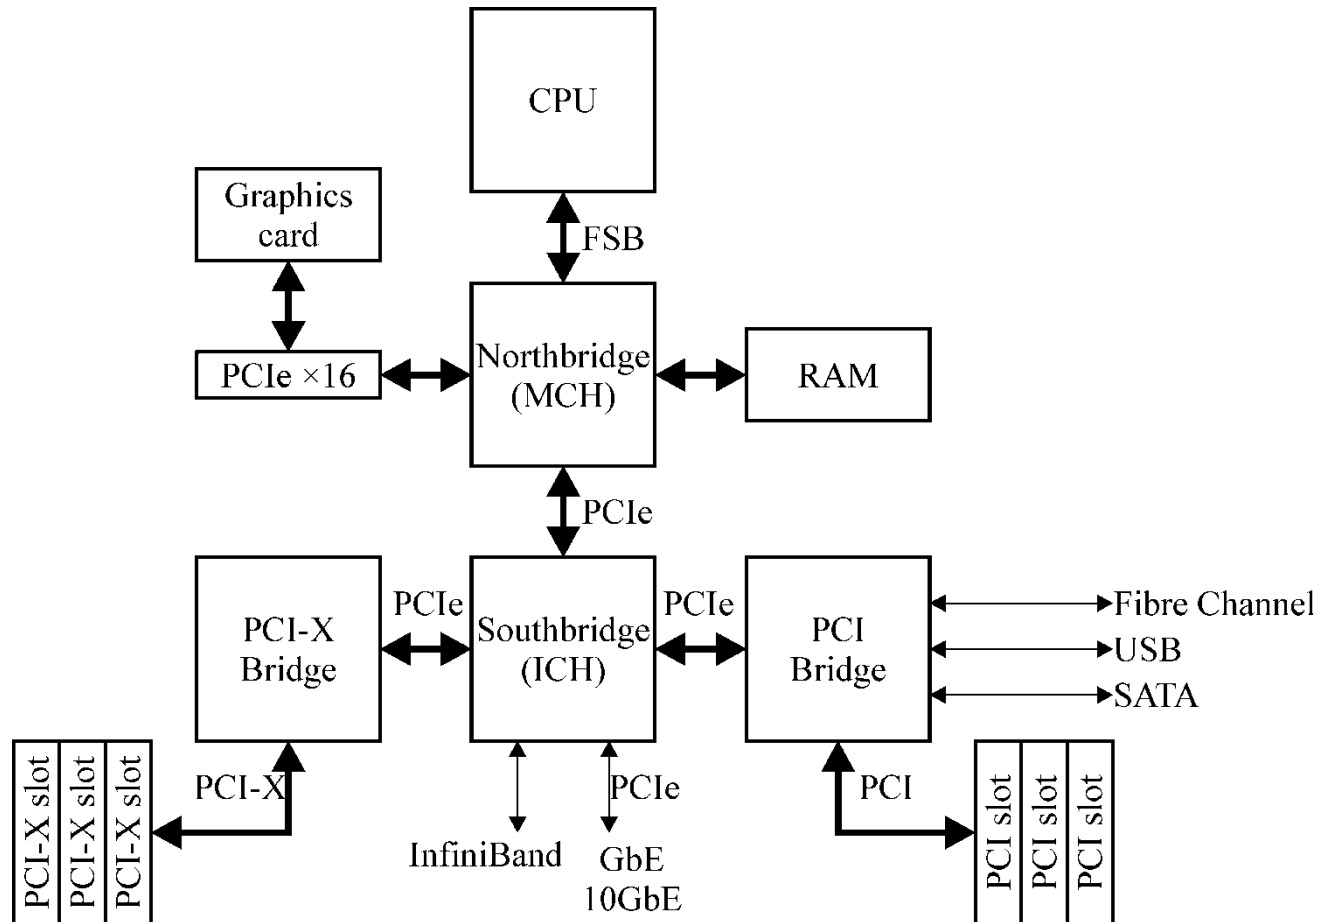 CPU
Graphics
card
FSB
PCIe ×16
Northbridge
(MCH)
RAM
PCIe
PCI-X
Bridge
PCIe
Southbridge
(ICH)
PCIe
PCI
Bridge
Fibre Channel
USB
SATA
PCI-X slot
PCI-X slot
PCI-X slot
PCI-X
InfiniBand
PCIe
GbE
10GbE
PCI
PCI slot
PCI slot
PCI slot